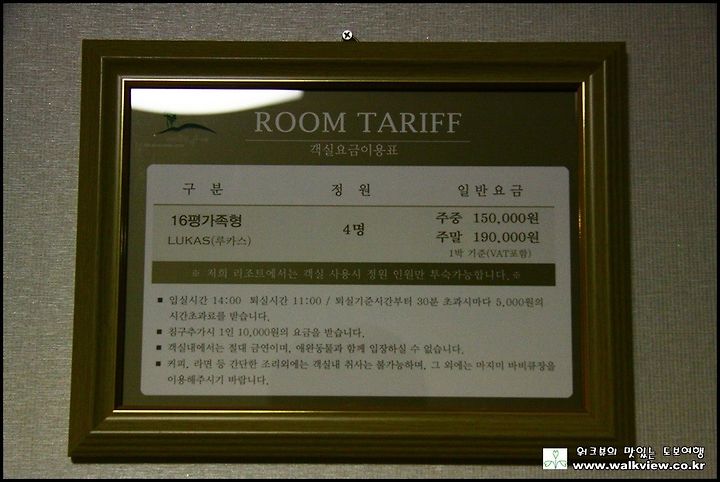 ROOM TARIFF
객실요금이용표
구 분 정 원 일반요금
16평가족형 4명 주중 150,000원
LUKAS(루카스) 주말 190,000원
1박 기준(VAT포함)
※ 저희 리조트에서는 객실 사용시 정원 인원만 투숙가능합니다.※
■ 입실시간 14:00 퇴실시간 11:00 / 퇴실기준시간부터 30분 초과시마다 5,000원의
시간초과료를 받습니다.
■ 침구추가시 1인 10,000원의 요금을 받습니다.
■ 객실내에서는 절대 금연이며, 애완동물과 함께 입장하실 수 없습니다.
■ 커피, 라면 등 간단한 조리외에는 객실내 취사는 불가능하며, 그 외에는 마지미 바비큐장을
이용해주시기 바랍니다.
워크뷰의 맛있는 도보여행
www.walkview.co.kr